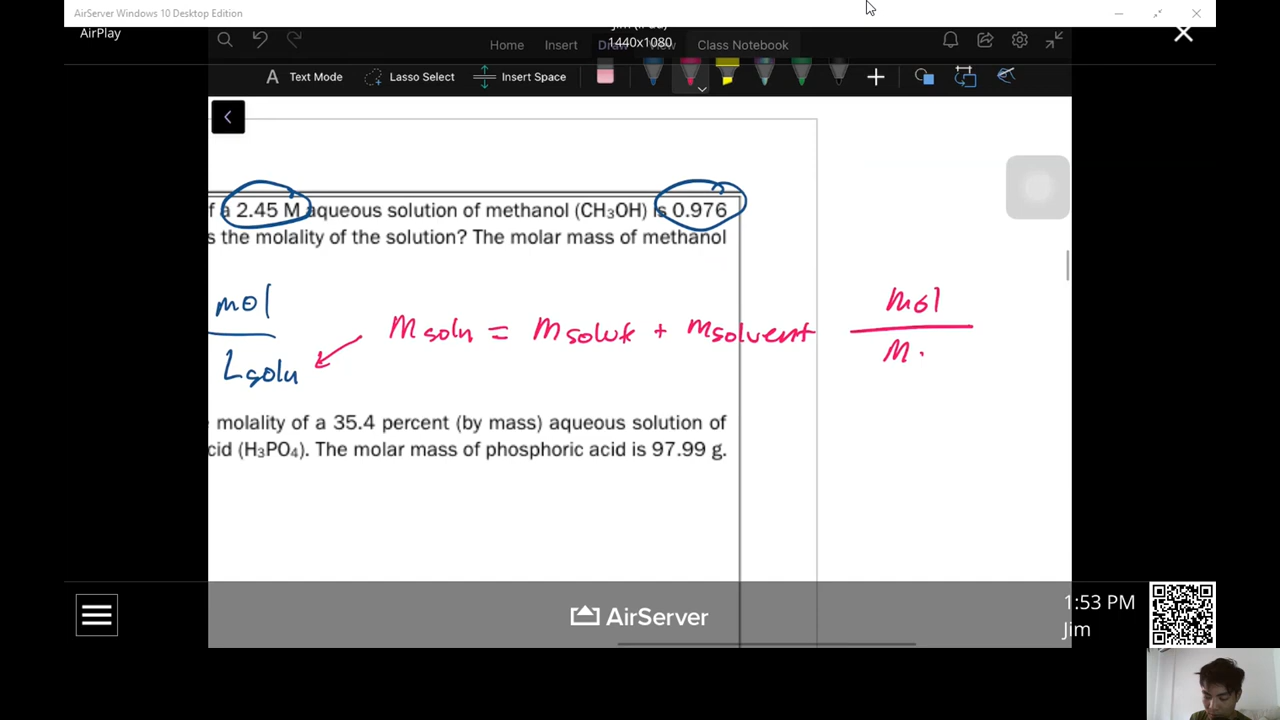 AirServer Windows 10 Desktop Edition
AirPlay
1440x1080
Home Insert Draw View Class Notebook
Text Mode Lasso Select Insert Space
f a 2.45 M aqueous solution of methanol (CH₃OH) is 0.976
s the molality of the solution? The molar mass of methanol
mol
L soln
m soln = m solute + m solvent
mol
M.
molality of a 35.4 percent (by mass) aqueous solution of
cid (H₃PO₄). The molar mass of phosphoric acid is 97.99 g.
AirServer
1:53 PM
Jim